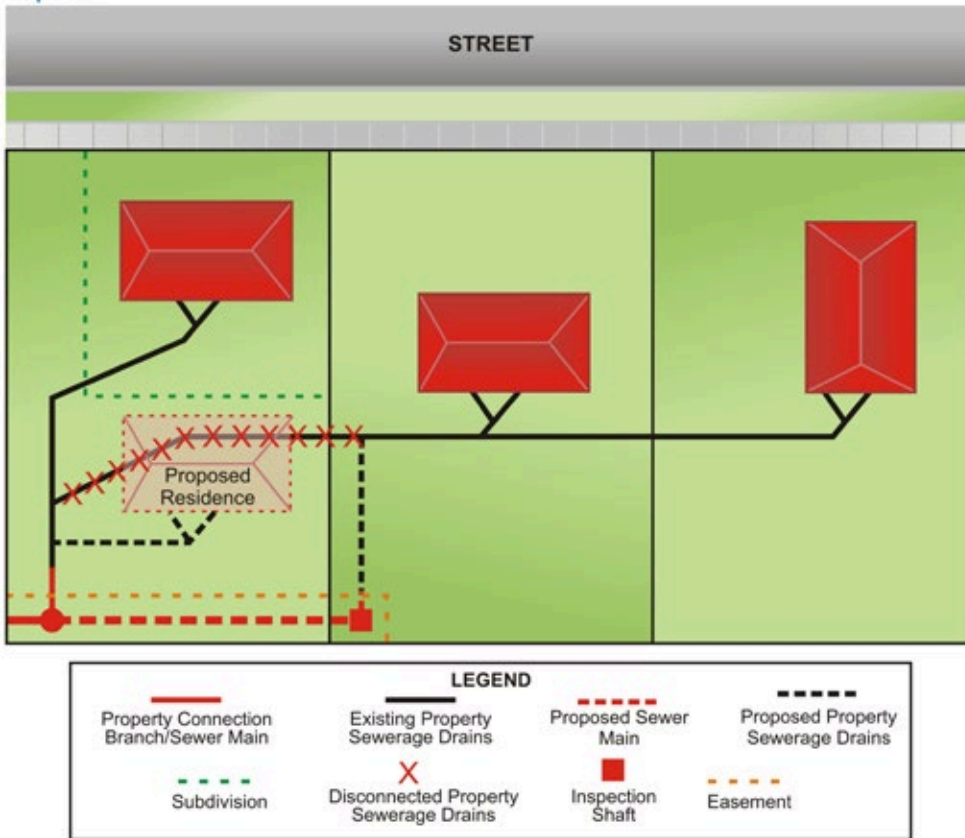 STREET
Proposed
Residence
LEGEND
Property Connection
Branch/Sewer Main
Existing Property
Sewerage Drains
Proposed Sewer
Main
Proposed Property
Sewerage Drains
Subdivision
Disconnected Property
Sewerage Drains
Inspection
Shaft
Easement